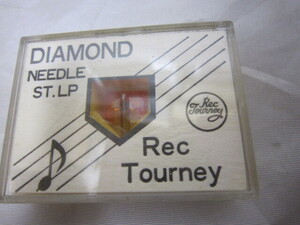 DIAMOND
NEEDLE
ST. LP
Rec
Tourney
Rec
Tourney